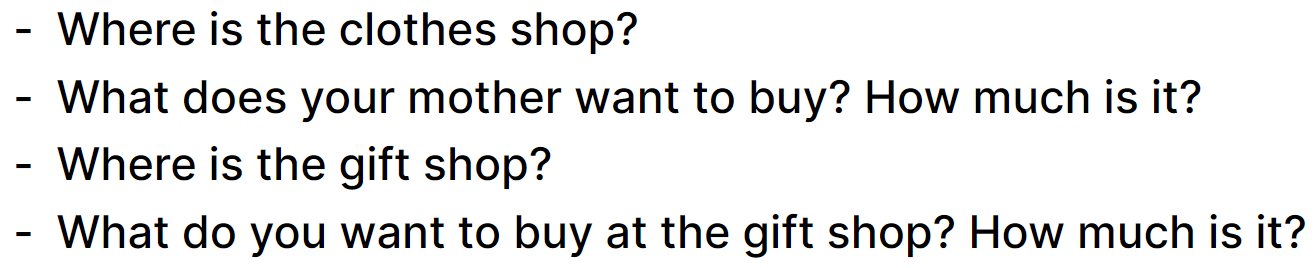 - Where is the clothes shop?
- What does your mother want to buy? How much is it?
- Where is the gift shop?
- What do you want to buy at the gift shop? How much is it?